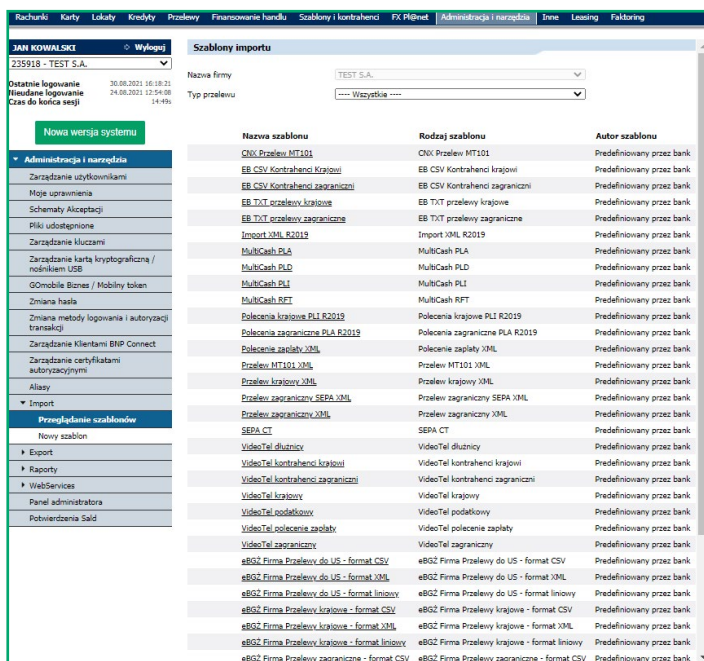 Rachunki Karty Lokaty Kredyty Przelewy Finansowanie handlu Szablony i kontrahenci FX Pl@net Administracja i narzędzia Inne Leasing Faktoring
JAN KOWALSKI Wyloguj
235918 - TEST S.A.
Ostatnie logowanie 30.08.2021 16:18:21
Nieudane logowanie 24.08.2021 12:54:08
Czas do końca sesji 14:49s
Nowa wersja systemu
Administracja i narzędzia
Zarządzanie użytkownikami
Moje uprawnienia
Schematy Akceptacji
Pliki udostępnione
Zarządzanie kluczami
Zarządzanie kartą kryptograficzną /
nośnikiem USB
GOmobile Biznes / Mobilny token
Zmiana hasła
Zmiana metody logowania i autoryzacji
transakcji
Zarządzanie Klientami BNP Connect
Zarządzanie certyfikatami
autoryzacyjnymi
Aliasy
Import
Przeglądanie szablonów
Nowy szablon
Export
Raporty
WebServices
Panel administratora
Potwierdzenia Sald
Szablony importu
Nazwa firmy TEST S.A.
Typ przelewu ---- Wszystkie ----
Nazwa szablonu Rodzaj szablonu Autor szablonu
CNX Przelew MT101 CNX Przelew MT101 Predefiniowany przez bank
EB CSV Kontrahenci Krajowi EB CSV Kontrahenci krajowi Predefiniowany przez bank
EB CSV Kontrahenci zagraniczni EB CSV Kontrahenci zagraniczni Predefiniowany przez bank
EB TXT przelewy krajowe EB TXT przelewy krajowe Predefiniowany przez bank
EB TXT przelewy zagraniczne EB TXT przelewy zagraniczne Predefiniowany przez bank
Import XML R2019 Import XML R2019 Predefiniowany przez bank
MultiCash PLA MultiCash PLA Predefiniowany przez bank
MultiCash PLD MultiCash PLD Predefiniowany przez bank
MultiCash PLI MultiCash PLI Predefiniowany przez bank
MultiCash RFT MultiCash RFT Predefiniowany przez bank
Polecenia krajowe PLI R2019 Polecenia krajowe PLI R2019 Predefiniowany przez bank
Polecenia zagraniczne PLA R2019 Polecenia zagraniczne PLA R2019 Predefiniowany przez bank
Polecenie zapłaty XML Polecenie zapłaty XML Predefiniowany przez bank
Przelew MT101 XML Przelew MT101 XML Predefiniowany przez bank
Przelew krajowy XML Przelew krajowy XML Predefiniowany przez bank
Przelew zagraniczny SEPA XML Przelew zagraniczny SEPA XML Predefiniowany przez bank
Przelew zagraniczny XML Przelew zagraniczny XML Predefiniowany przez bank
SEPA CT SEPA CT Predefiniowany przez bank
VideoTel dłużnicy VideoTel dłużnicy Predefiniowany przez bank
VideoTel kontrahenci krajowi VideoTel kontrahenci krajowi Predefiniowany przez bank
VideoTel kontrahenci zagraniczni VideoTel kontrahenci zagraniczni Predefiniowany przez bank
VideoTel krajowy VideoTel krajowy Predefiniowany przez bank
VideoTel podatkowy VideoTel podatkowy Predefiniowany przez bank
VideoTel polecenie zapłaty VideoTel polecenie zapłaty Predefiniowany przez bank
VideoTel zagraniczny VideoTel zagraniczny Predefiniowany przez bank
eBGŻ Firma Przelewy do US - format CSV eBGŻ Firma Przelewy do US - format CSV Predefiniowany przez bank
eBGŻ Firma Przelewy do US - format XML eBGŻ Firma Przelewy do US - format XML Predefiniowany przez bank
eBGŻ Firma Przelewy do US - format liniowy eBGŻ Firma Przelewy do US - format liniowy Predefiniowany przez bank
eBGŻ Firma Przelewy krajowe - format CSV eBGŻ Firma Przelewy krajowe - format CSV Predefiniowany przez bank
eBGŻ Firma Przelewy krajowe - format XML eBGŻ Firma Przelewy krajowe - format XML Predefiniowany przez bank
eBGŻ Firma Przelewy krajowe - format liniowy eBGŻ Firma Przelewy krajowe - format liniowy Predefiniowany przez bank
eBGŻ Firma Przelewy zagraniczne - format CSV eBGŻ Firma Przelewy zagraniczne - format CSV Predefiniowany przez bank